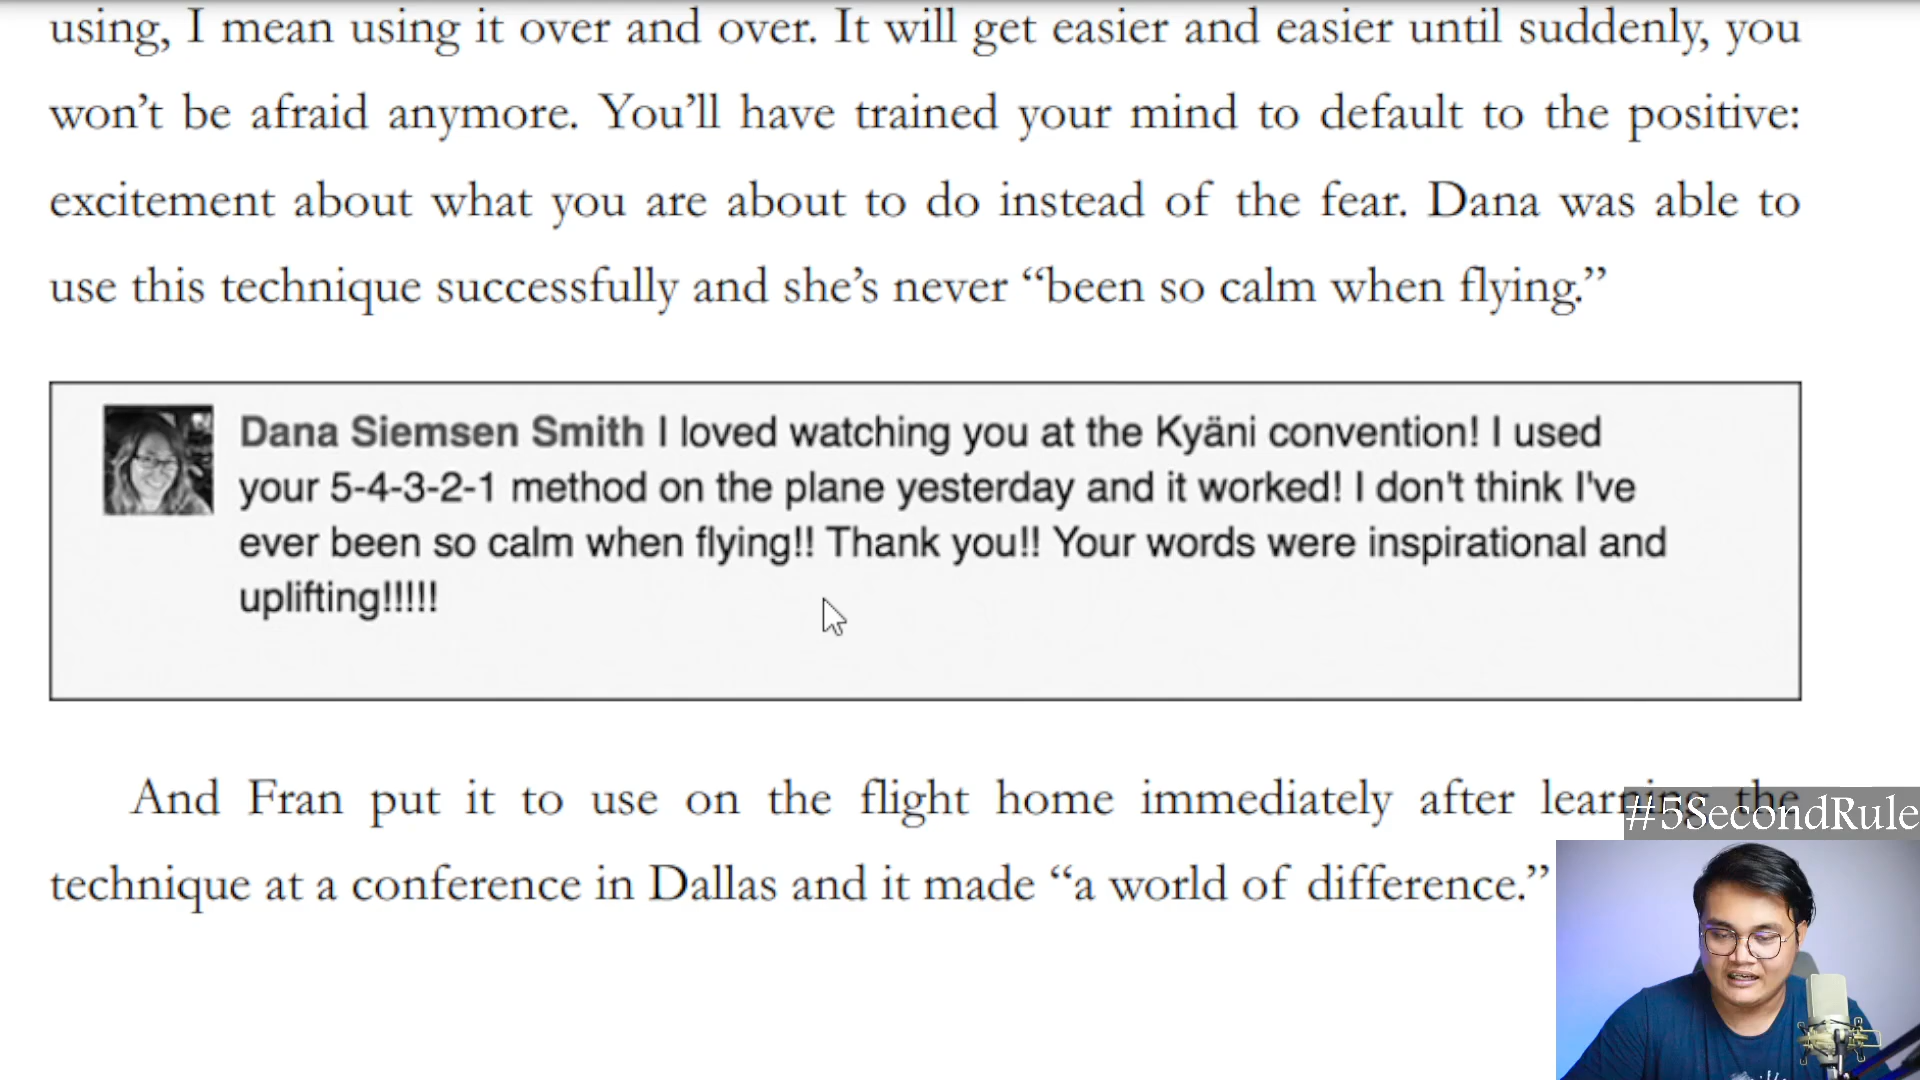 using, I mean using it over and over. It will get easier and easier until suddenly, you
won’t be afraid anymore. You’ll have trained your mind to default to the positive:
excitement about what you are about to do instead of the fear. Dana was able to
use this technique successfully and she’s never “been so calm when flying.”
Dana Siemsen Smith I loved watching you at the Kyäni convention! I used
your 5-4-3-2-1 method on the plane yesterday and it worked! I don't think I've
ever been so calm when flying!! Thank you!! Your words were inspirational and
uplifting!!!!!
And Fran put it to use on the flight home immediately after learning the
technique at a conference in Dallas and it made “a world of difference.”
#5SecondRule